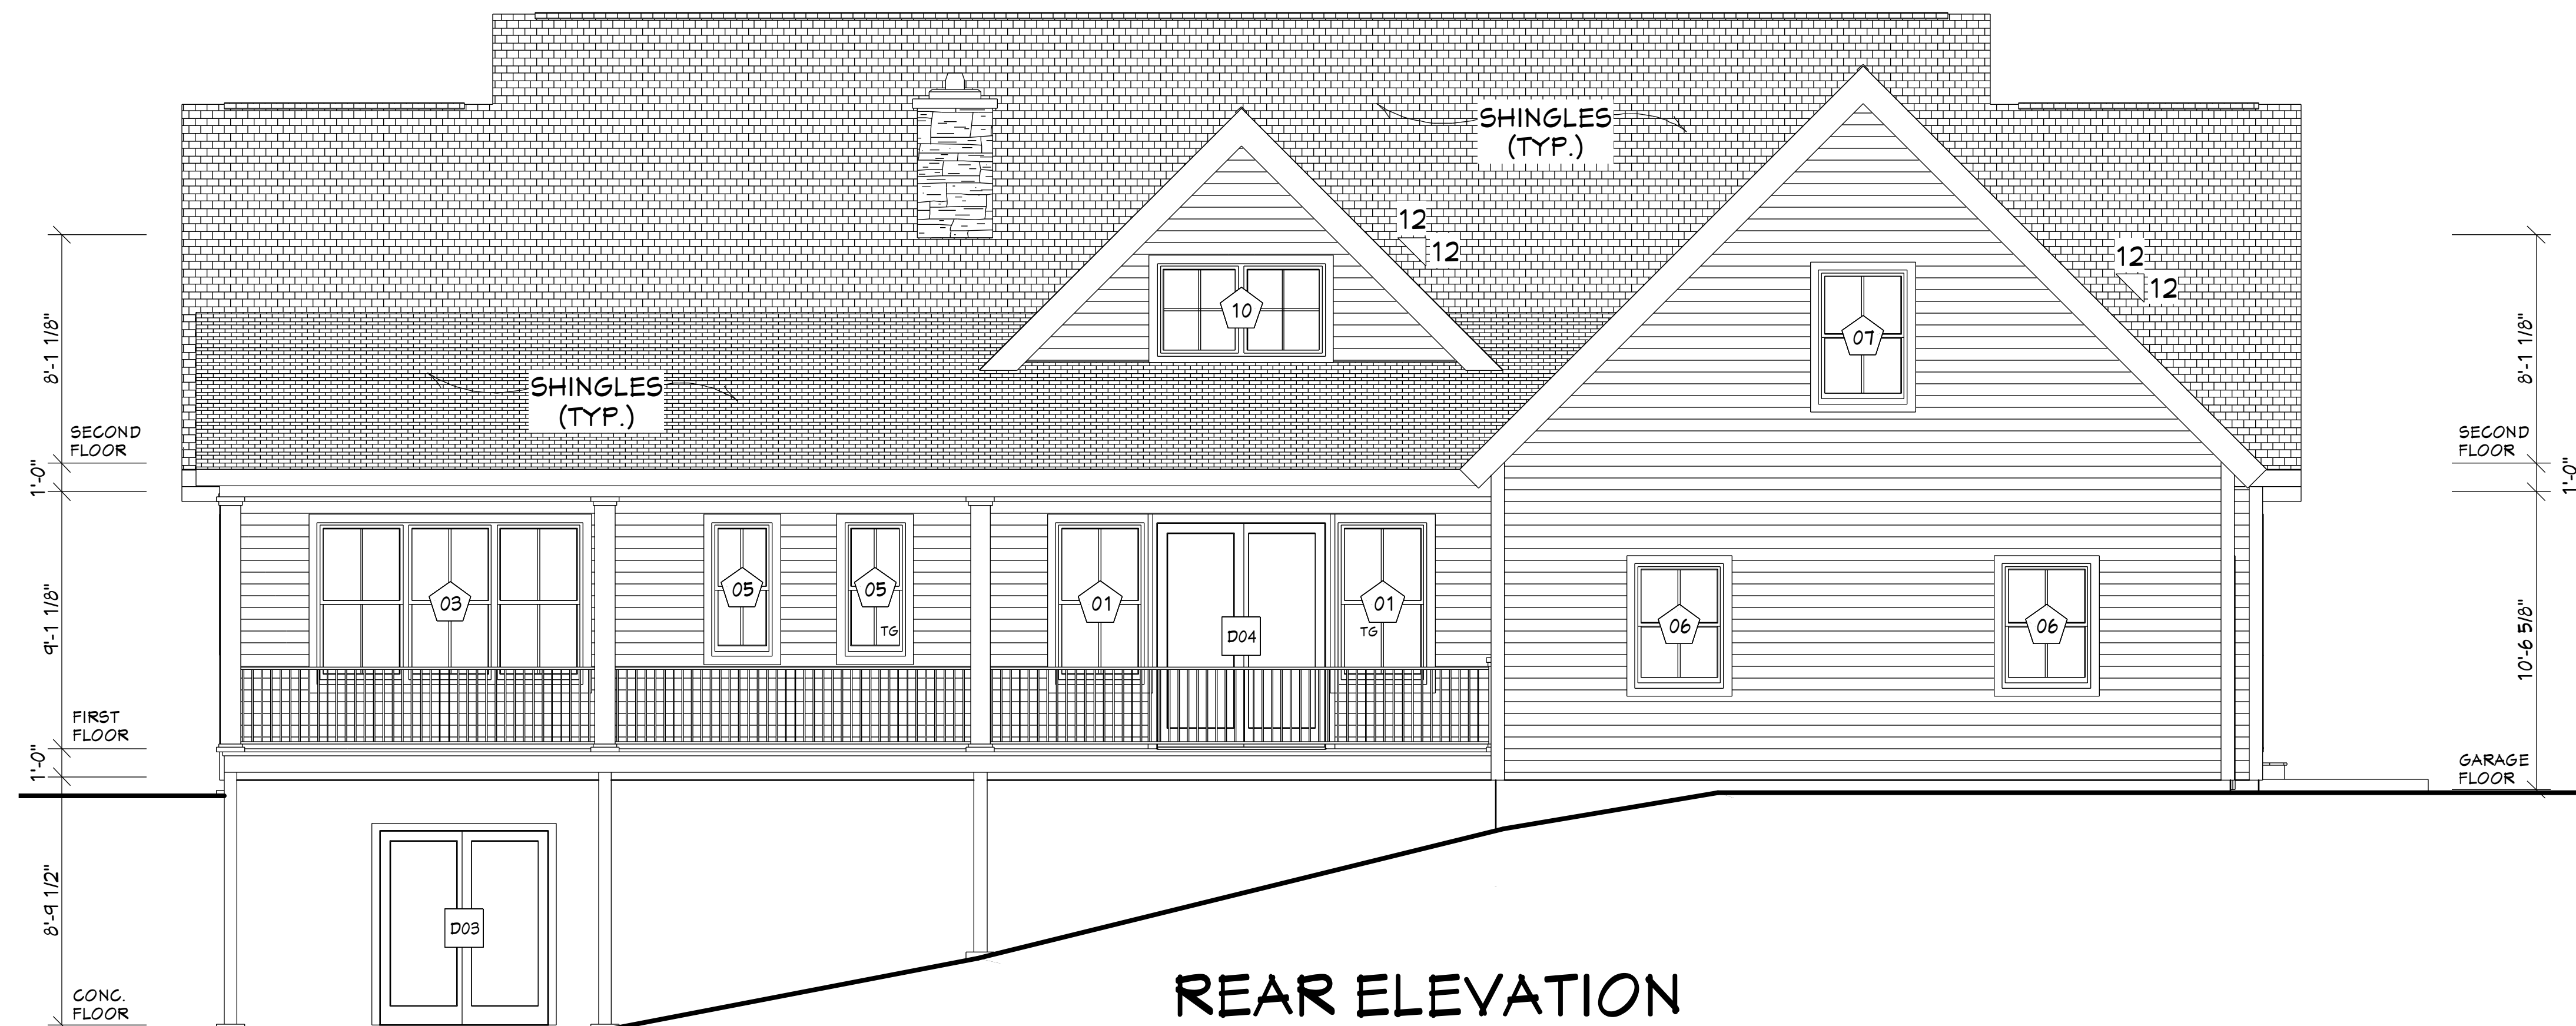 SHINGLES
(TYP.)
12
12
12
12
10
07
8'-1 1/8"
8'-1 1/8"
SHINGLES
(TYP.)
SECOND
FLOOR
SECOND
FLOOR
1'-0"
1'-0"
9'-1 1/8"
03
05
05
TG
01
D04
01
TG
06
06
10'-6 5/8"
FIRST
FLOOR
1'-0"
GARAGE
FLOOR
8'-9 1/2"
D03
CONC.
FLOOR
REAR ELEVATION